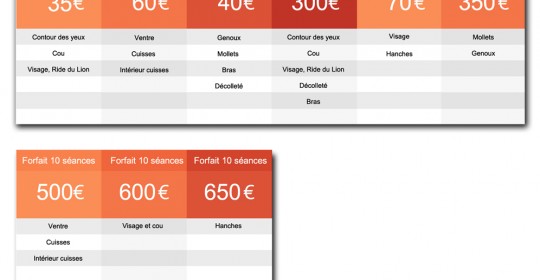 35€ 60€ 40€ 300€ 70€ 350€
Contour des yeux Ventre Genoux Contour des yeux Visage Mollets
Cou Cuisses Mollets Cou Hanches Genoux
Visage, Ride du Lion Intérieur cuisses Bras Visage, Ride du Lion
Décolleté Décolleté
Bras
Forfait 10 séances Forfait 10 séances Forfait 10 séances
500€ 600€ 650€
Ventre Visage et cou Hanches
Cuisses
Intérieur cuisses